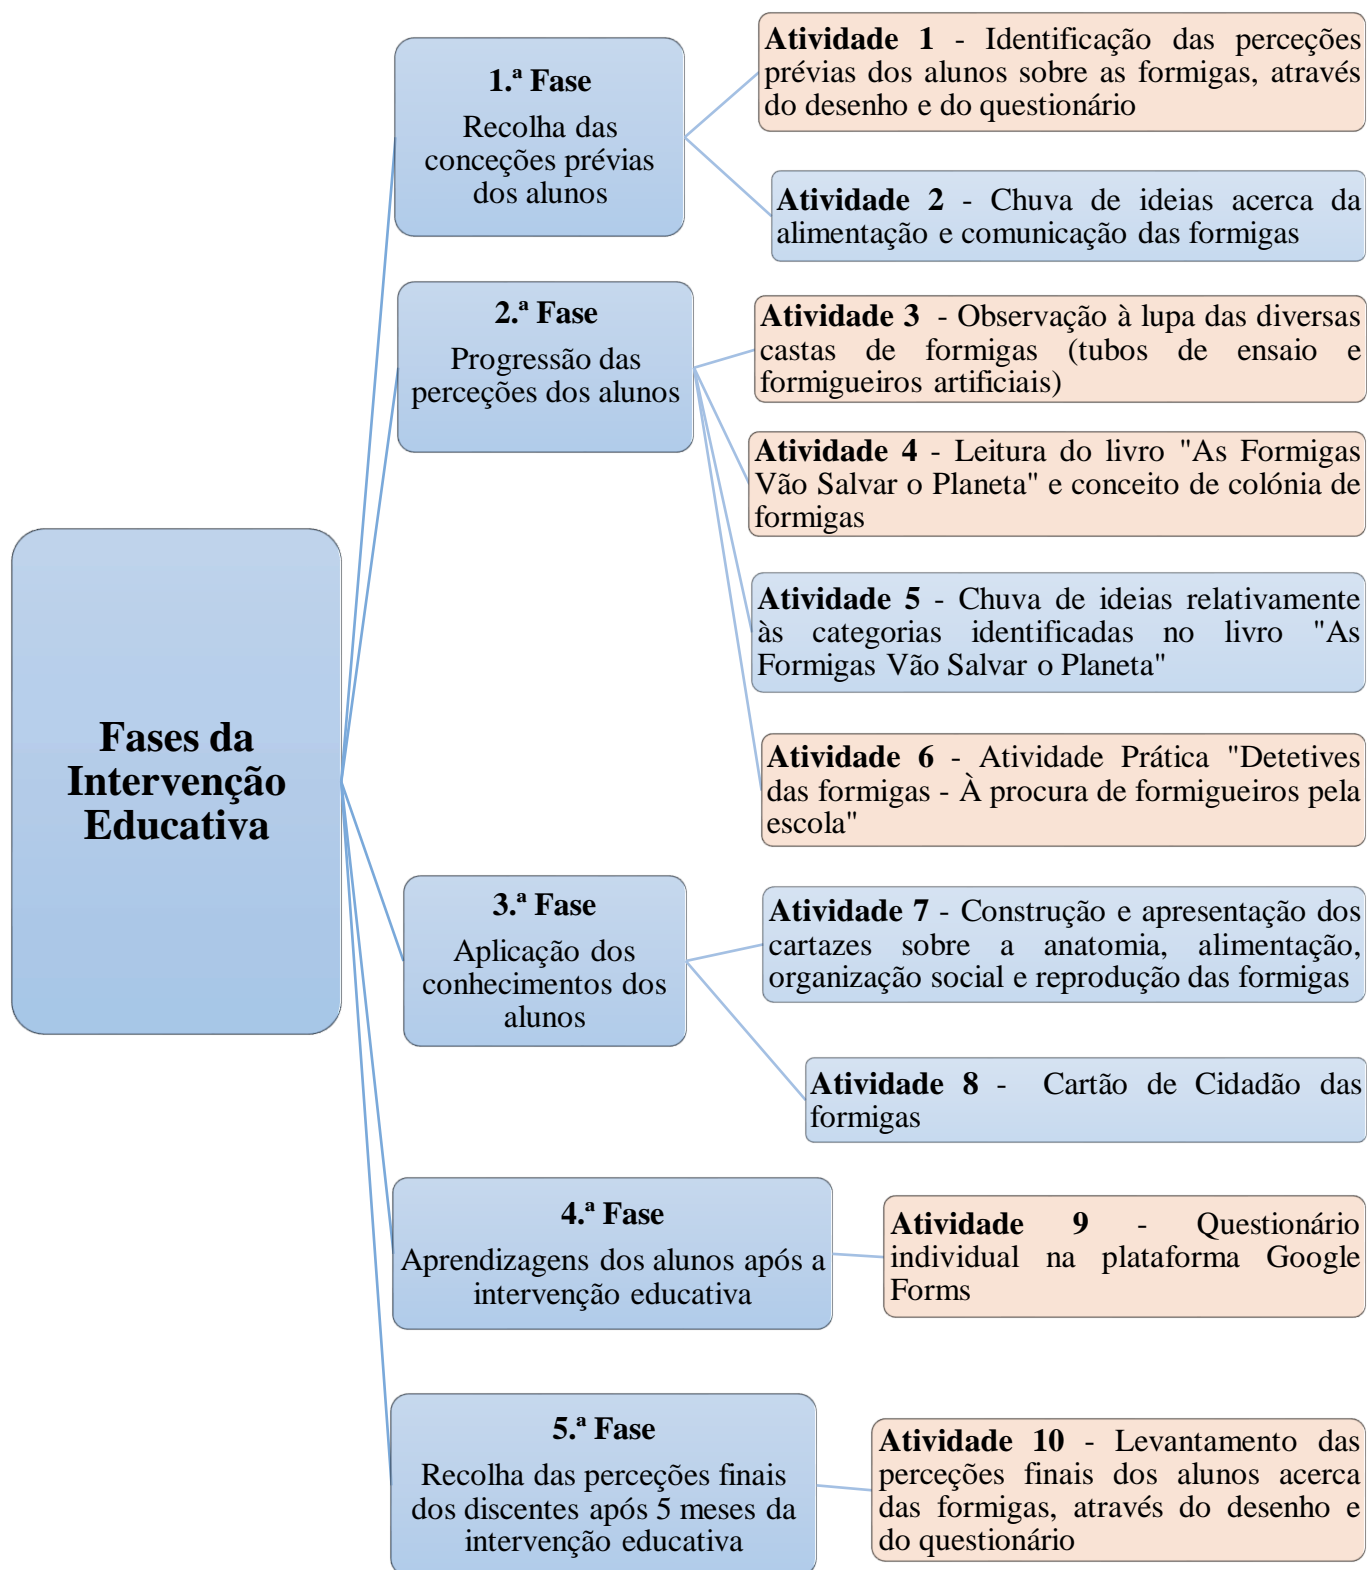 Fases da
Intervenção
Educativa
1.ª Fase
Recolha das
conceções prévias
dos alunos
Atividade 1 - Identificação das perceções
prévias dos alunos sobre as formigas, através
do desenho e do questionário
Atividade 2 - Chuva de ideias acerca da
alimentação e comunicação das formigas
2.ª Fase
Progressão das
perceções dos alunos
Atividade 3 - Observação à lupa das diversas
castas de formigas (tubos de ensaio e
formigueiros artificiais)
Atividade 4 - Leitura do livro "As Formigas
Vão Salvar o Planeta" e conceito de colónia de
formigas
Atividade 5 - Chuva de ideias relativamente
às categorias identificadas no livro "As
Formigas Vão Salvar o Planeta"
Atividade 6 - Atividade Prática "Detetives
das formigas - À procura de formigueiros pela
escola"
3.ª Fase
Aplicação dos
conhecimentos dos
alunos
Atividade 7 - Construção e apresentação dos
cartazes sobre a anatomia, alimentação,
organização social e reprodução das formigas
Atividade 8 - Cartão de Cidadão das
formigas
4.ª Fase
Aprendizagens dos alunos após a
intervenção educativa
Atividade 9 - Questionário
individual na plataforma Google
Forms
5.ª Fase
Recolha das perceções finais
dos discentes após 5 meses da
intervenção educativa
Atividade 10 - Levantamento das
perceções finais dos alunos acerca
das formigas, através do desenho e
do questionário